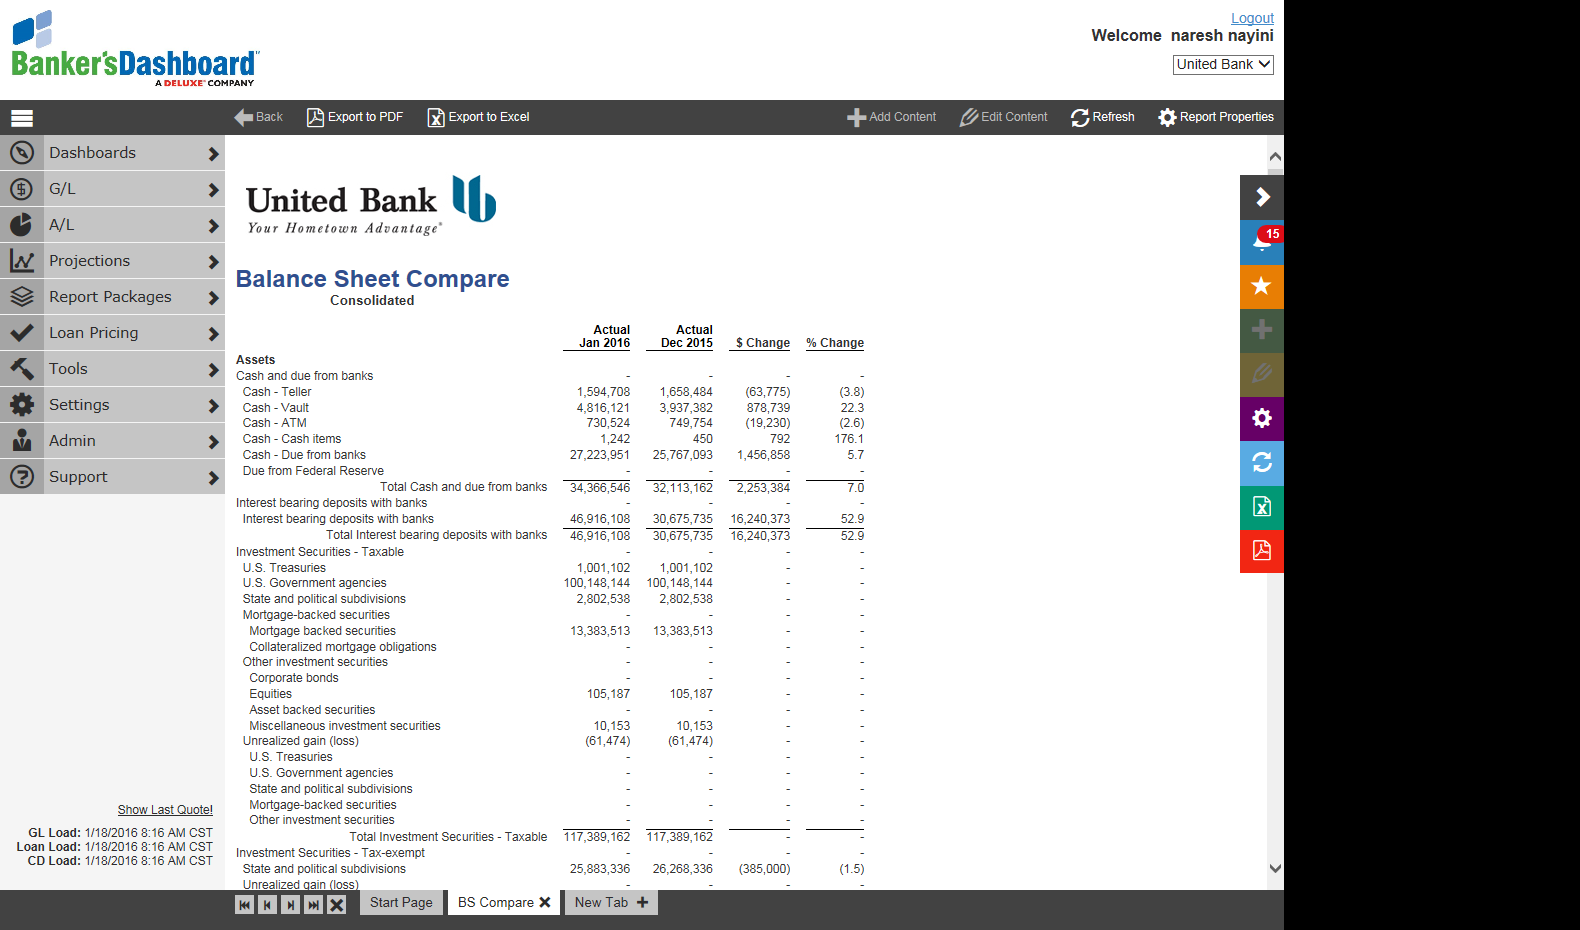 Logout
Banker'sDashboard
A DELUXE COMPANY
Welcome naresh nayini
United Bank
Back Export to PDF Export to Excel Add Content Edit Content Refresh Report Properties
Dashboards
G/L
A/L
Projections
Report Packages
Loan Pricing
Tools
Settings
Admin
Support
Show Last Quote!
GL Load: 1/18/2016 8:16 AM CST
Loan Load: 1/18/2016 8:16 AM CST
CD Load: 1/18/2016 8:16 AM CST
United Bank
Your Hometown Advantage®
15
Balance Sheet Compare
Consolidated
Actual Actual
Jan 2016 Dec 2015 $ Change % Change
Assets
Cash and due from banks - - - -
Cash - Teller 1,594,708 1,658,484 (63,775) (3.8)
Cash - Vault 4,816,121 3,937,382 878,739 22.3
Cash - ATM 730,524 749,754 (19,230) (2.6)
Cash - Cash items 1,242 450 792 176.1
Cash - Due from banks 27,223,951 25,767,093 1,456,858 5.7
Due from Federal Reserve - - - -
Total Cash and due from banks 34,366,546 32,113,162 2,253,384 7.0
Interest bearing deposits with banks - - - -
Interest bearing deposits with banks 46,916,108 30,675,735 16,240,373 52.9
Total Interest bearing deposits with banks 46,916,108 30,675,735 16,240,373 52.9
Investment Securities - Taxable - - - -
U.S. Treasuries 1,001,102 1,001,102 - -
U.S. Government agencies 100,148,144 100,148,144 - -
State and political subdivisions 2,802,538 2,802,538 - -
Mortgage-backed securities - - - -
Mortgage backed securities 13,383,513 13,383,513 - -
Collateralized mortgage obligations - - - -
Other investment securities - - - -
Corporate bonds - - - -
Equities 105,187 105,187 - -
Asset backed securities - - - -
Miscellaneous investment securities 10,153 10,153 - -
Unrealized gain (loss) (61,474) (61,474) - -
U.S. Treasuries - - - -
U.S. Government agencies - - - -
State and political subdivisions - - - -
Mortgage-backed securities - - - -
Other investment securities - - - -
Total Investment Securities - Taxable 117,389,162 117,389,162 - -
Investment Securities - Tax-exempt - - - -
State and political subdivisions 25,883,336 26,268,336 (385,000) (1.5)
Unrealized gain (loss) - - - -
Start Page BS Compare New Tab